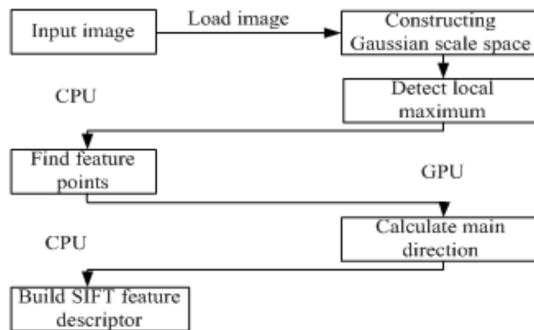 Input image
Load image
Constructing
Gaussian scale space
CPU
Detect local
maximum
Find feature
points
GPU
Calculate main
direction
CPU
Build SIFT feature
descriptor